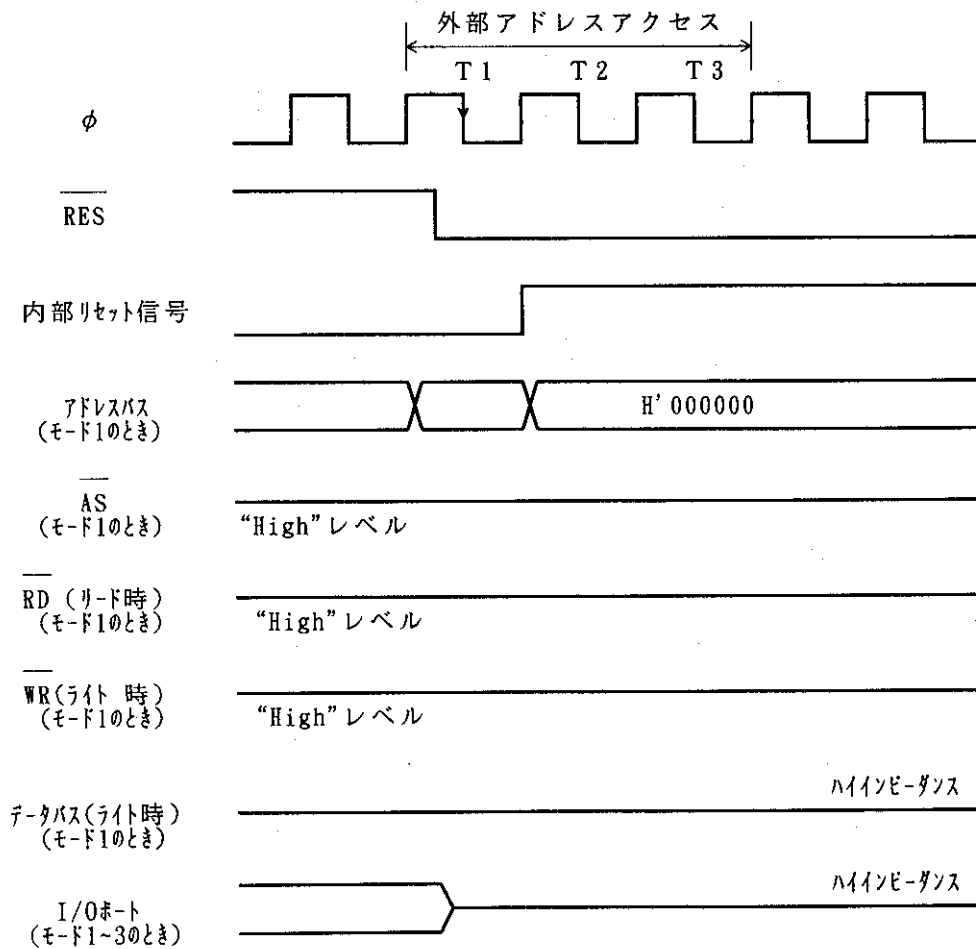 外部アドレスアクセス
T1 T2 T3
φ
RES
内部リセット信号
アドレスバス
(モード1のとき)
H'000000
AS
(モード1のとき)
“High”レベル
RD (リード時)
(モード1のとき)
“High”レベル
WR(ライト 時)
(モード1のとき)
“High”レベル
データバス(ライト時)
(モード1のとき)
ハイインピーダンス
I/Oポート
(モード1~3のとき)
ハイインピーダンス